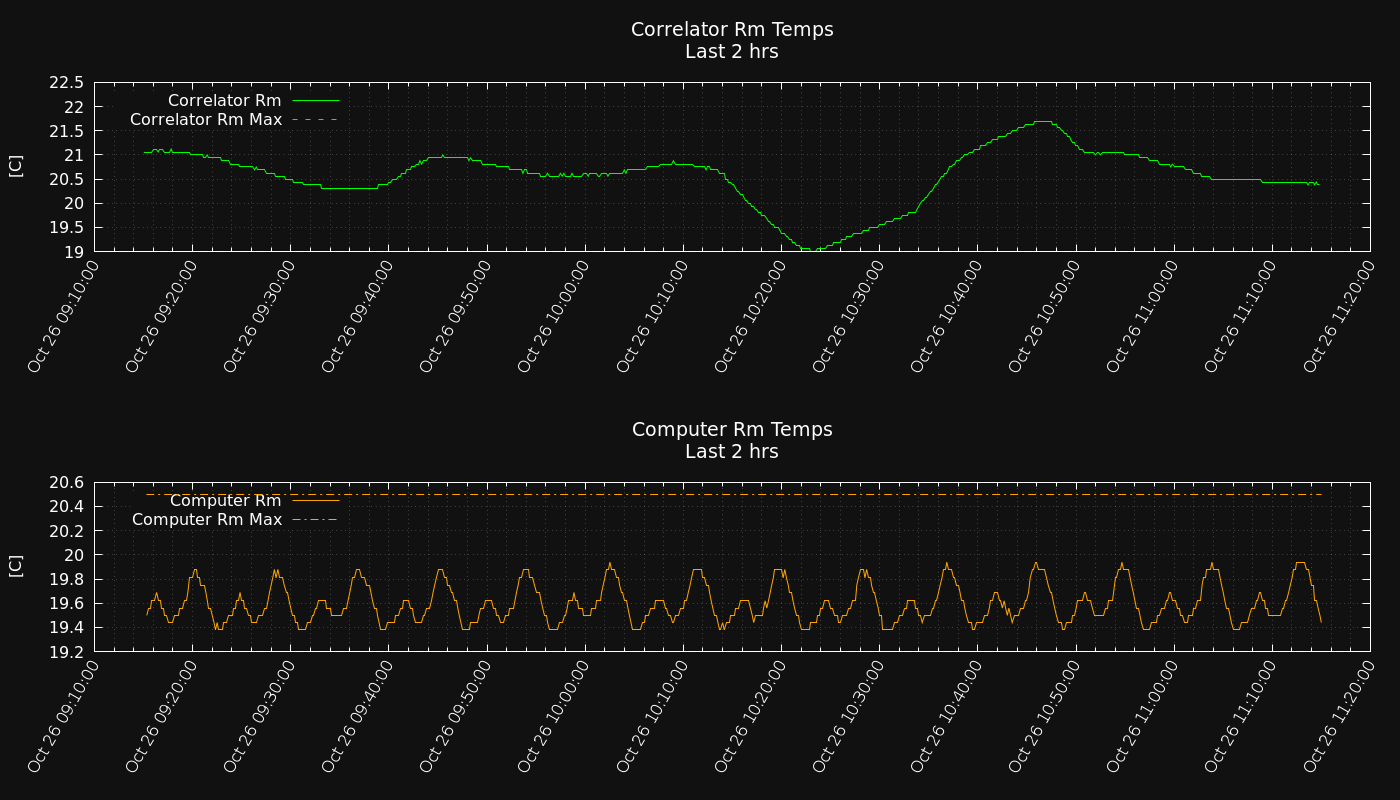 Correlator Rm Temps
Last 2 hrs
22.5
22
21.5
21
20.5
20
19.5
19
[C]
Correlator Rm
Correlator Rm Max
Oct 26 09:10:00
Oct 26 09:20:00
Oct 26 09:30:00
Oct 26 09:40:00
Oct 26 09:50:00
Oct 26 10:00:00
Oct 26 10:10:00
Oct 26 10:20:00
Oct 26 10:30:00
Oct 26 10:40:00
Oct 26 10:50:00
Oct 26 11:00:00
Oct 26 11:10:00
Oct 26 11:20:00
Computer Rm Temps
Last 2 hrs
20.6
20.4
20.2
20
19.8
19.6
19.4
19.2
[C]
Computer Rm
Computer Rm Max
Oct 26 09:10:00
Oct 26 09:20:00
Oct 26 09:30:00
Oct 26 09:40:00
Oct 26 09:50:00
Oct 26 10:00:00
Oct 26 10:10:00
Oct 26 10:20:00
Oct 26 10:30:00
Oct 26 10:40:00
Oct 26 10:50:00
Oct 26 11:00:00
Oct 26 11:10:00
Oct 26 11:20:00